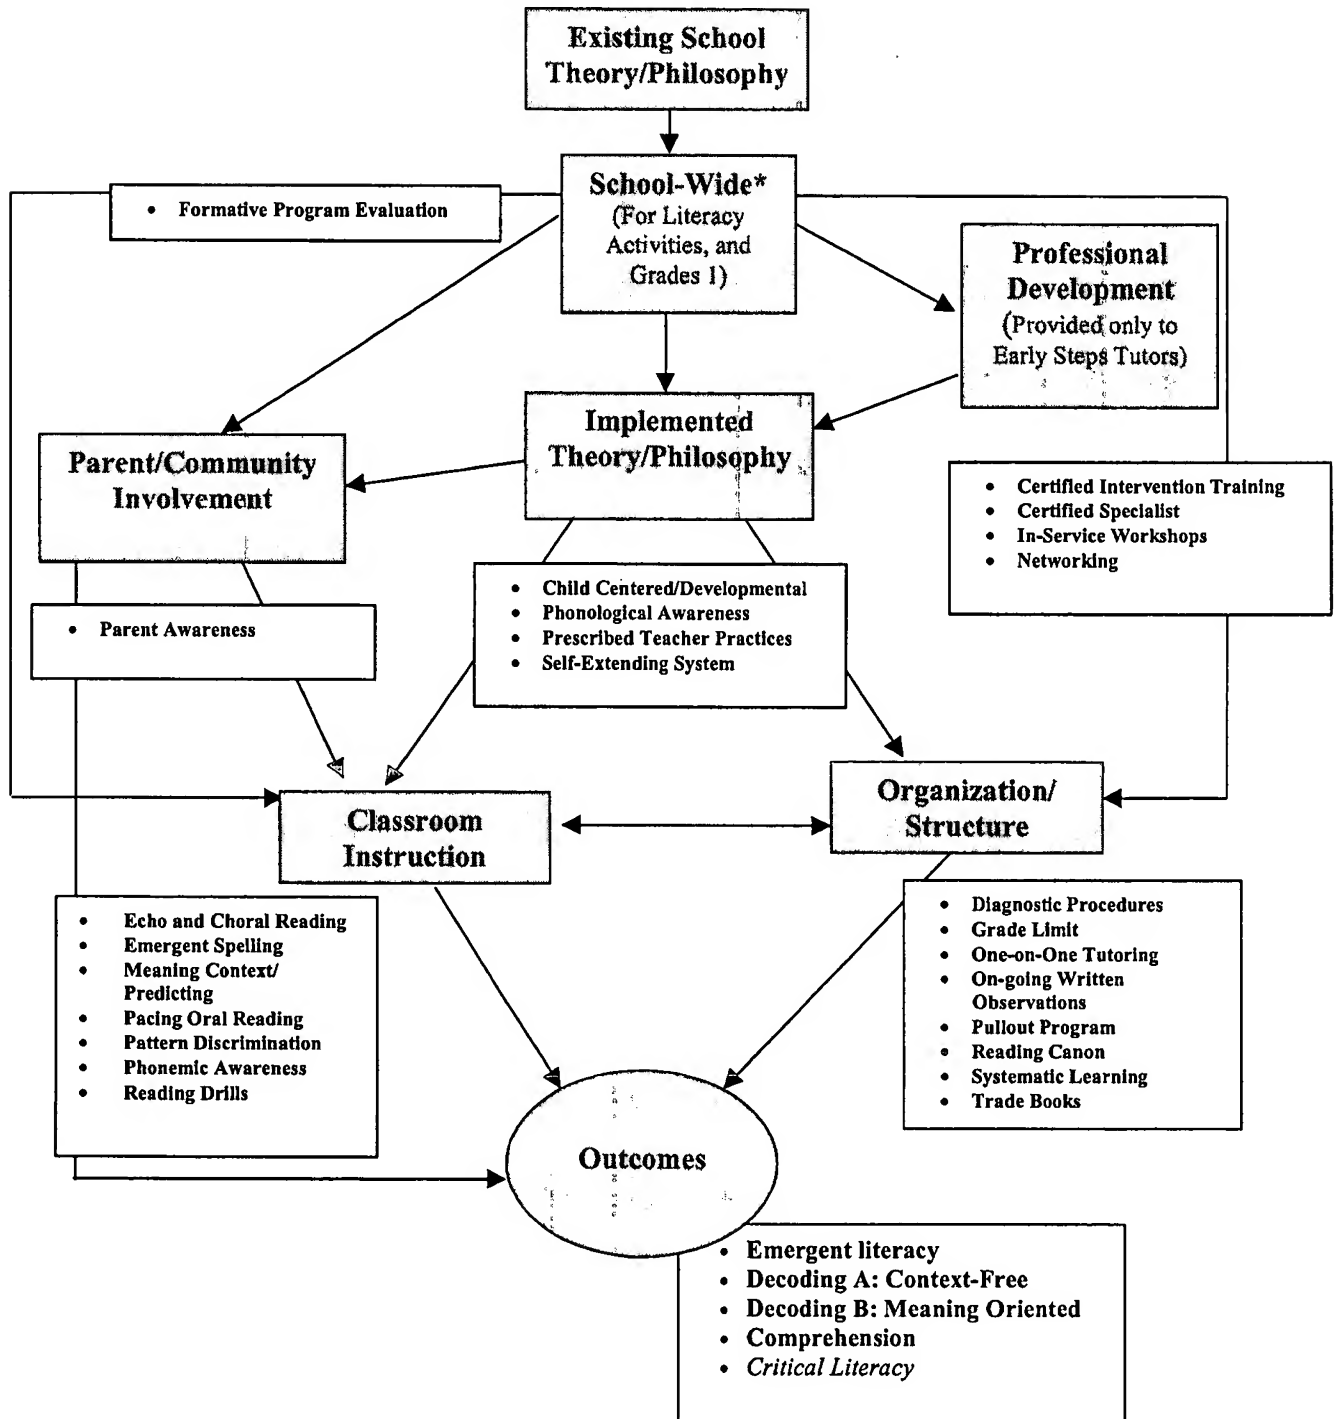 Existing School
Theory/Philosophy
School-Wide*
(For Literacy
Activities, and
Grades 1)
• Formative Program Evaluation
Professional
Development
(Provided only to
Early Steps Tutors)
Implemented
Theory/Philosophy
Parent/Community
Involvement
• Certified Intervention Training
• Certified Specialist
• In-Service Workshops
• Networking
• Child Centered/Developmental
• Phonological Awareness
• Prescribed Teacher Practices
• Self-Extending System
• Parent Awareness
Organization/
Structure
Classroom
Instruction
• Echo and Choral Reading
• Emergent Spelling
• Meaning Context/
Predicting
• Pacing Oral Reading
• Pattern Discrimination
• Phonemic Awareness
• Reading Drills
• Diagnostic Procedures
• Grade Limit
• One-on-One Tutoring
• On-going Written
Observations
• Pullout Program
• Reading Canon
• Systematic Learning
• Trade Books
Outcomes
• Emergent literacy
• Decoding A: Context-Free
• Decoding B: Meaning Oriented
• Comprehension
• Critical Literacy